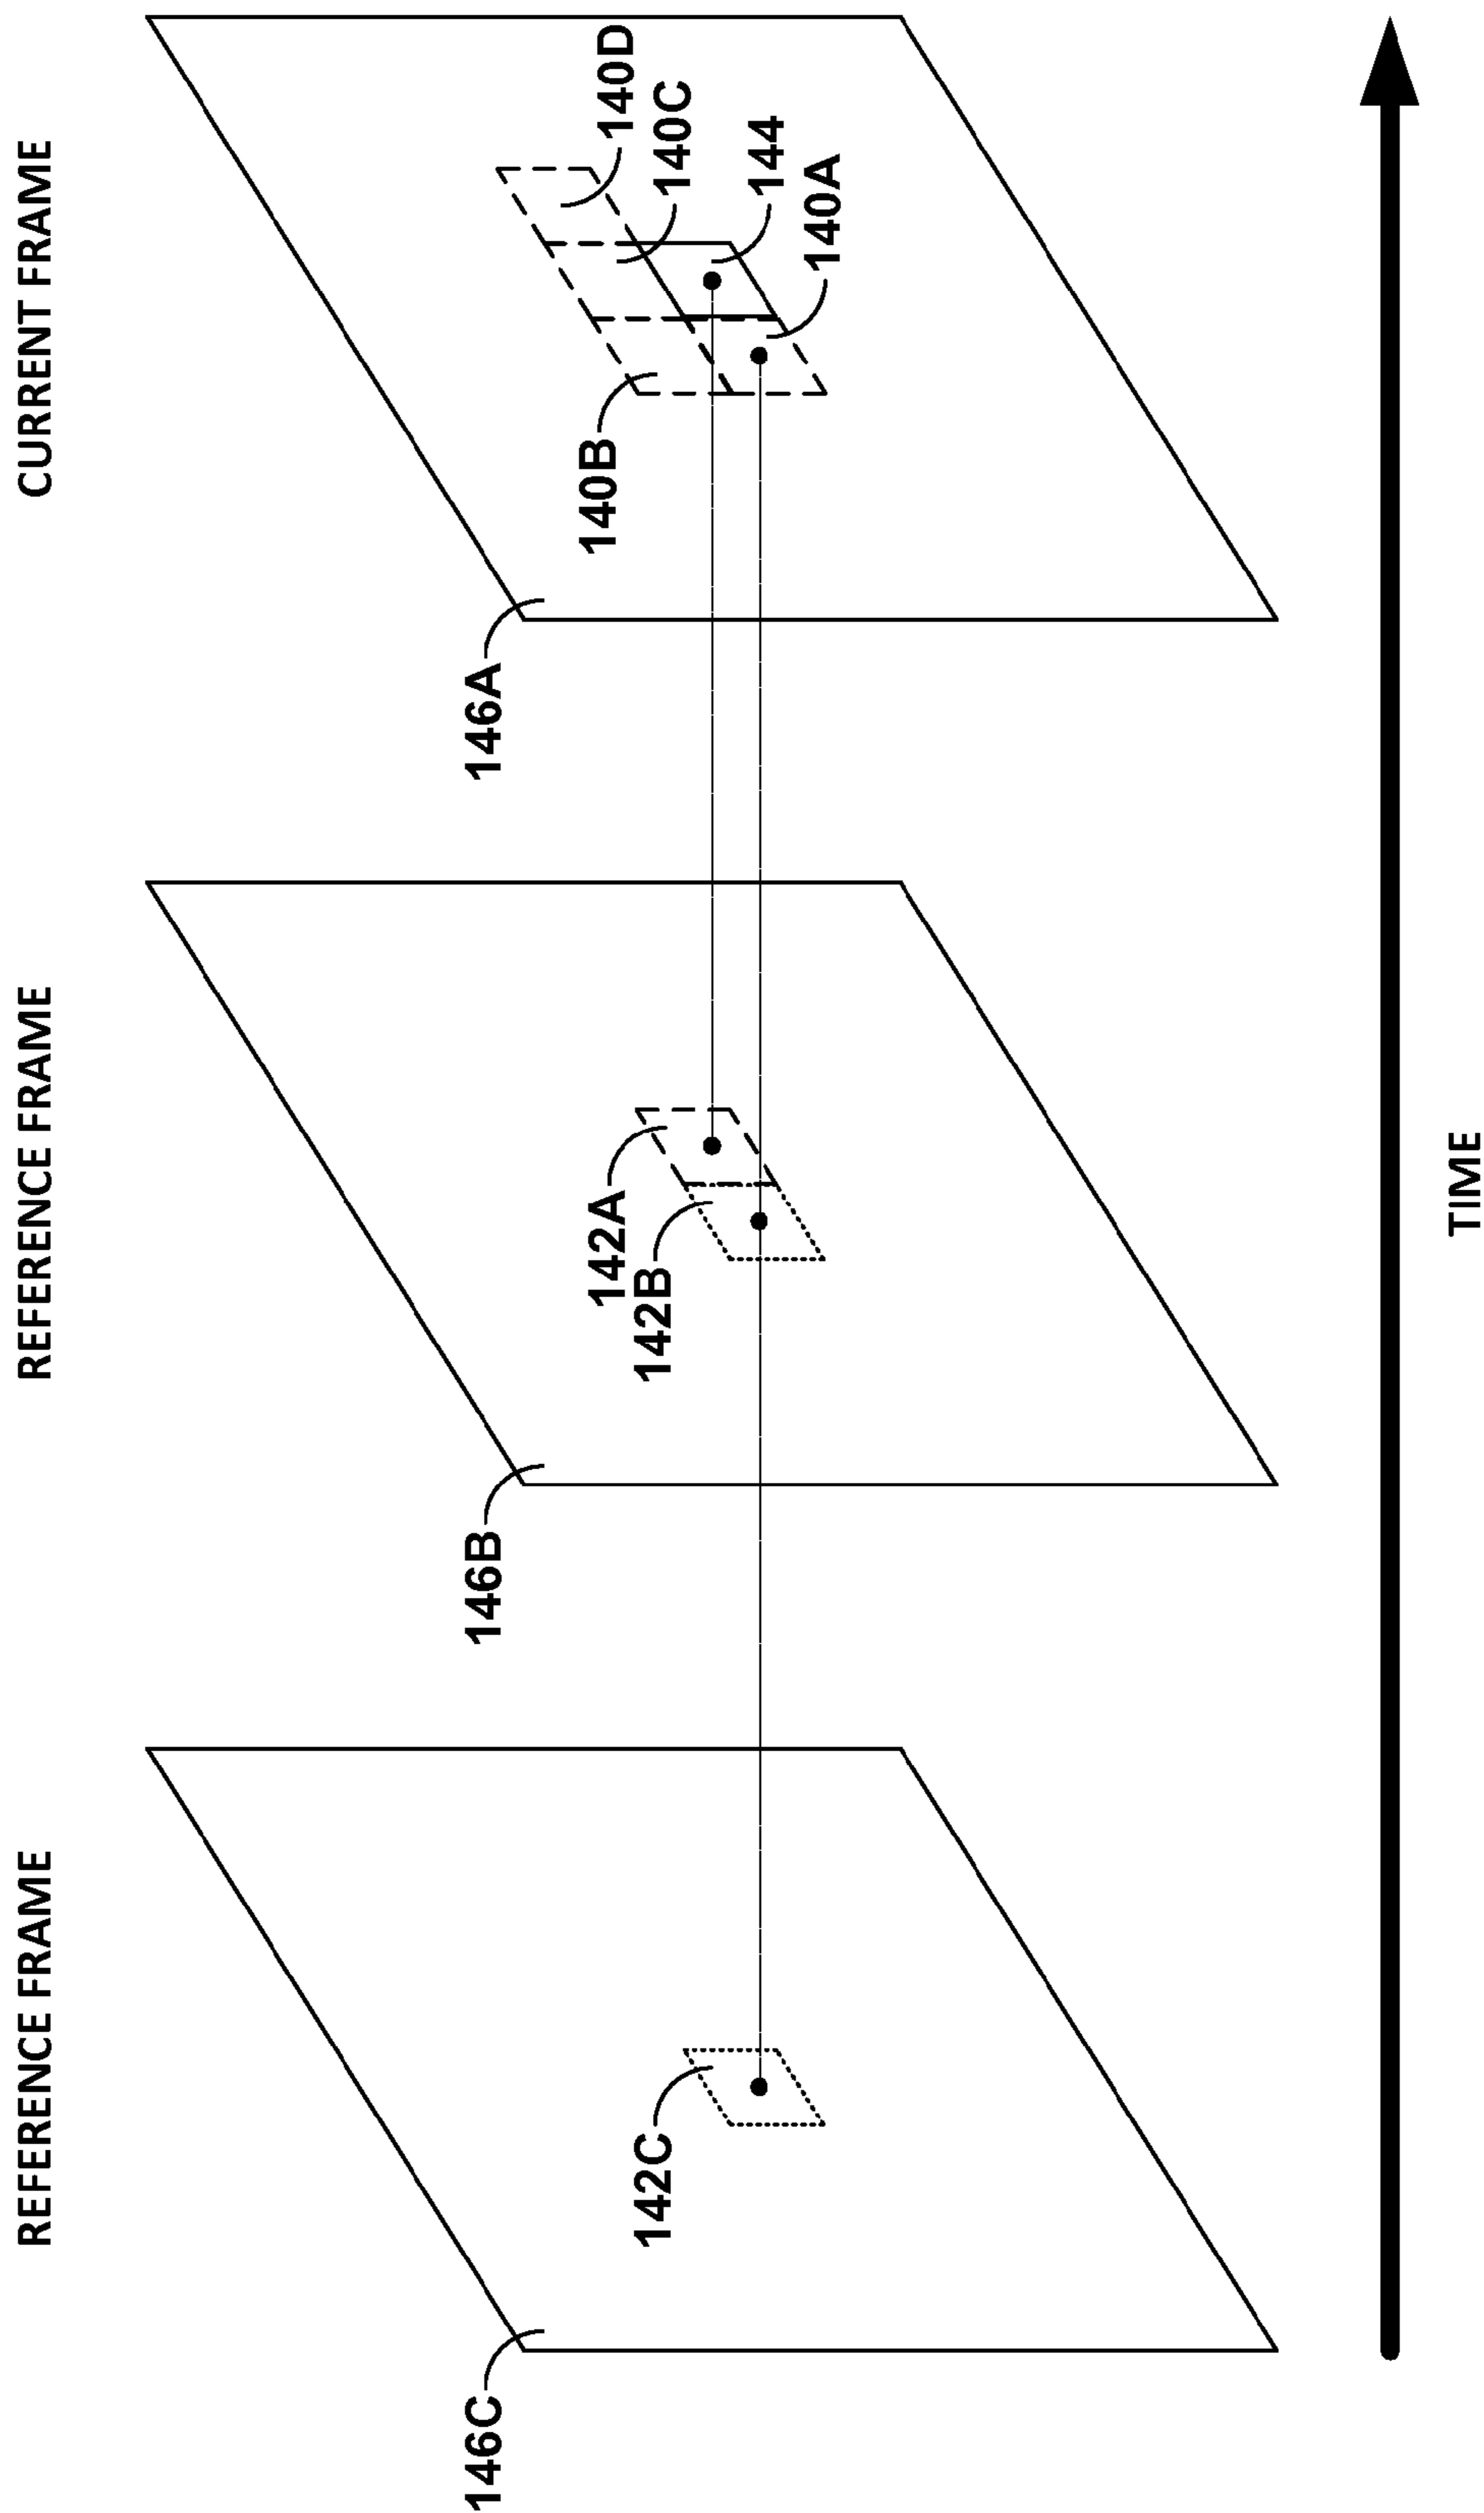 REFERENCE FRAME
REFERENCE FRAME
CURRENT FRAME
146C
146B
146A
140B
142A
142B
142C
140D
140C
144
140A
TIME